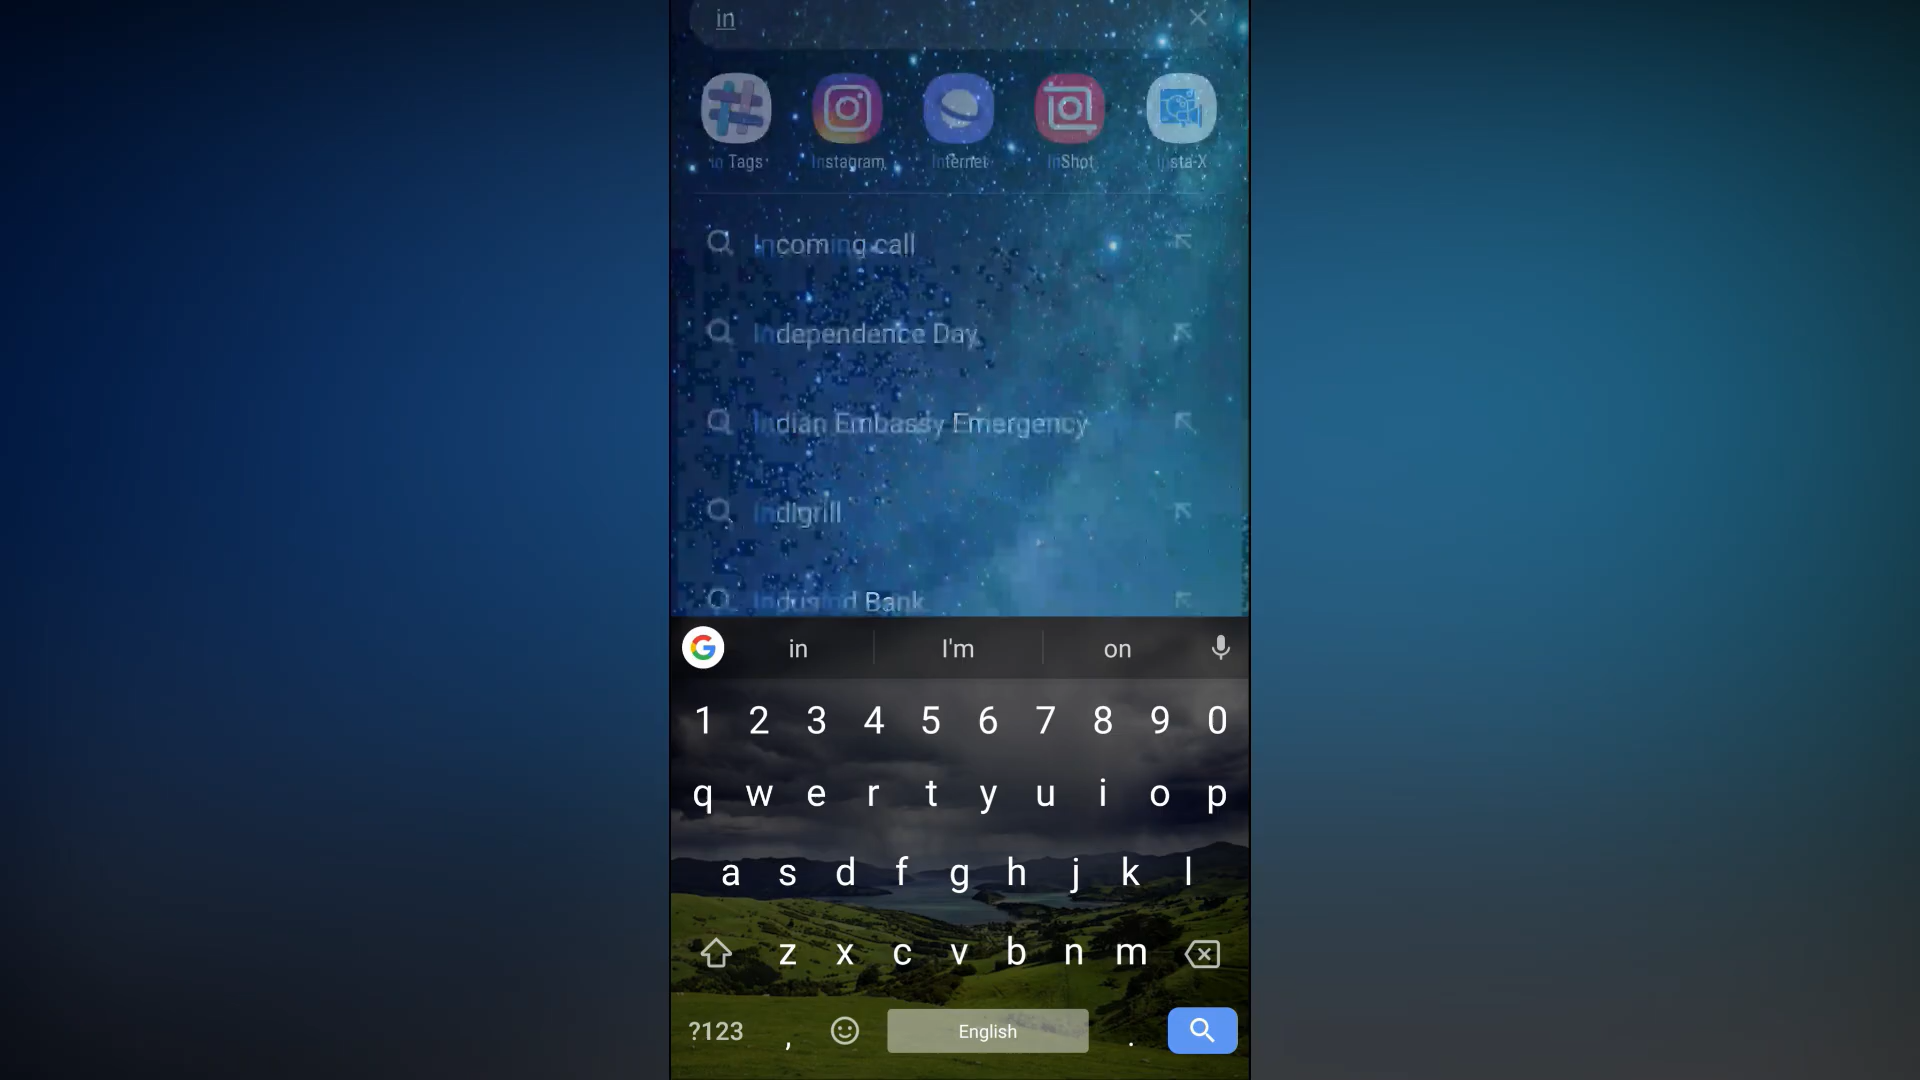 in
in Tags Instagram Internet InShot Insta-X
Incoming call
Independence Day
Indian Embassy Emergency
Indigrill
Indusind Bank
in I'm on
1 2 3 4 5 6 7 8 9 0
q w e r t y u i o p
a s d f g h j k l
z x c v b n m
?123 , English .